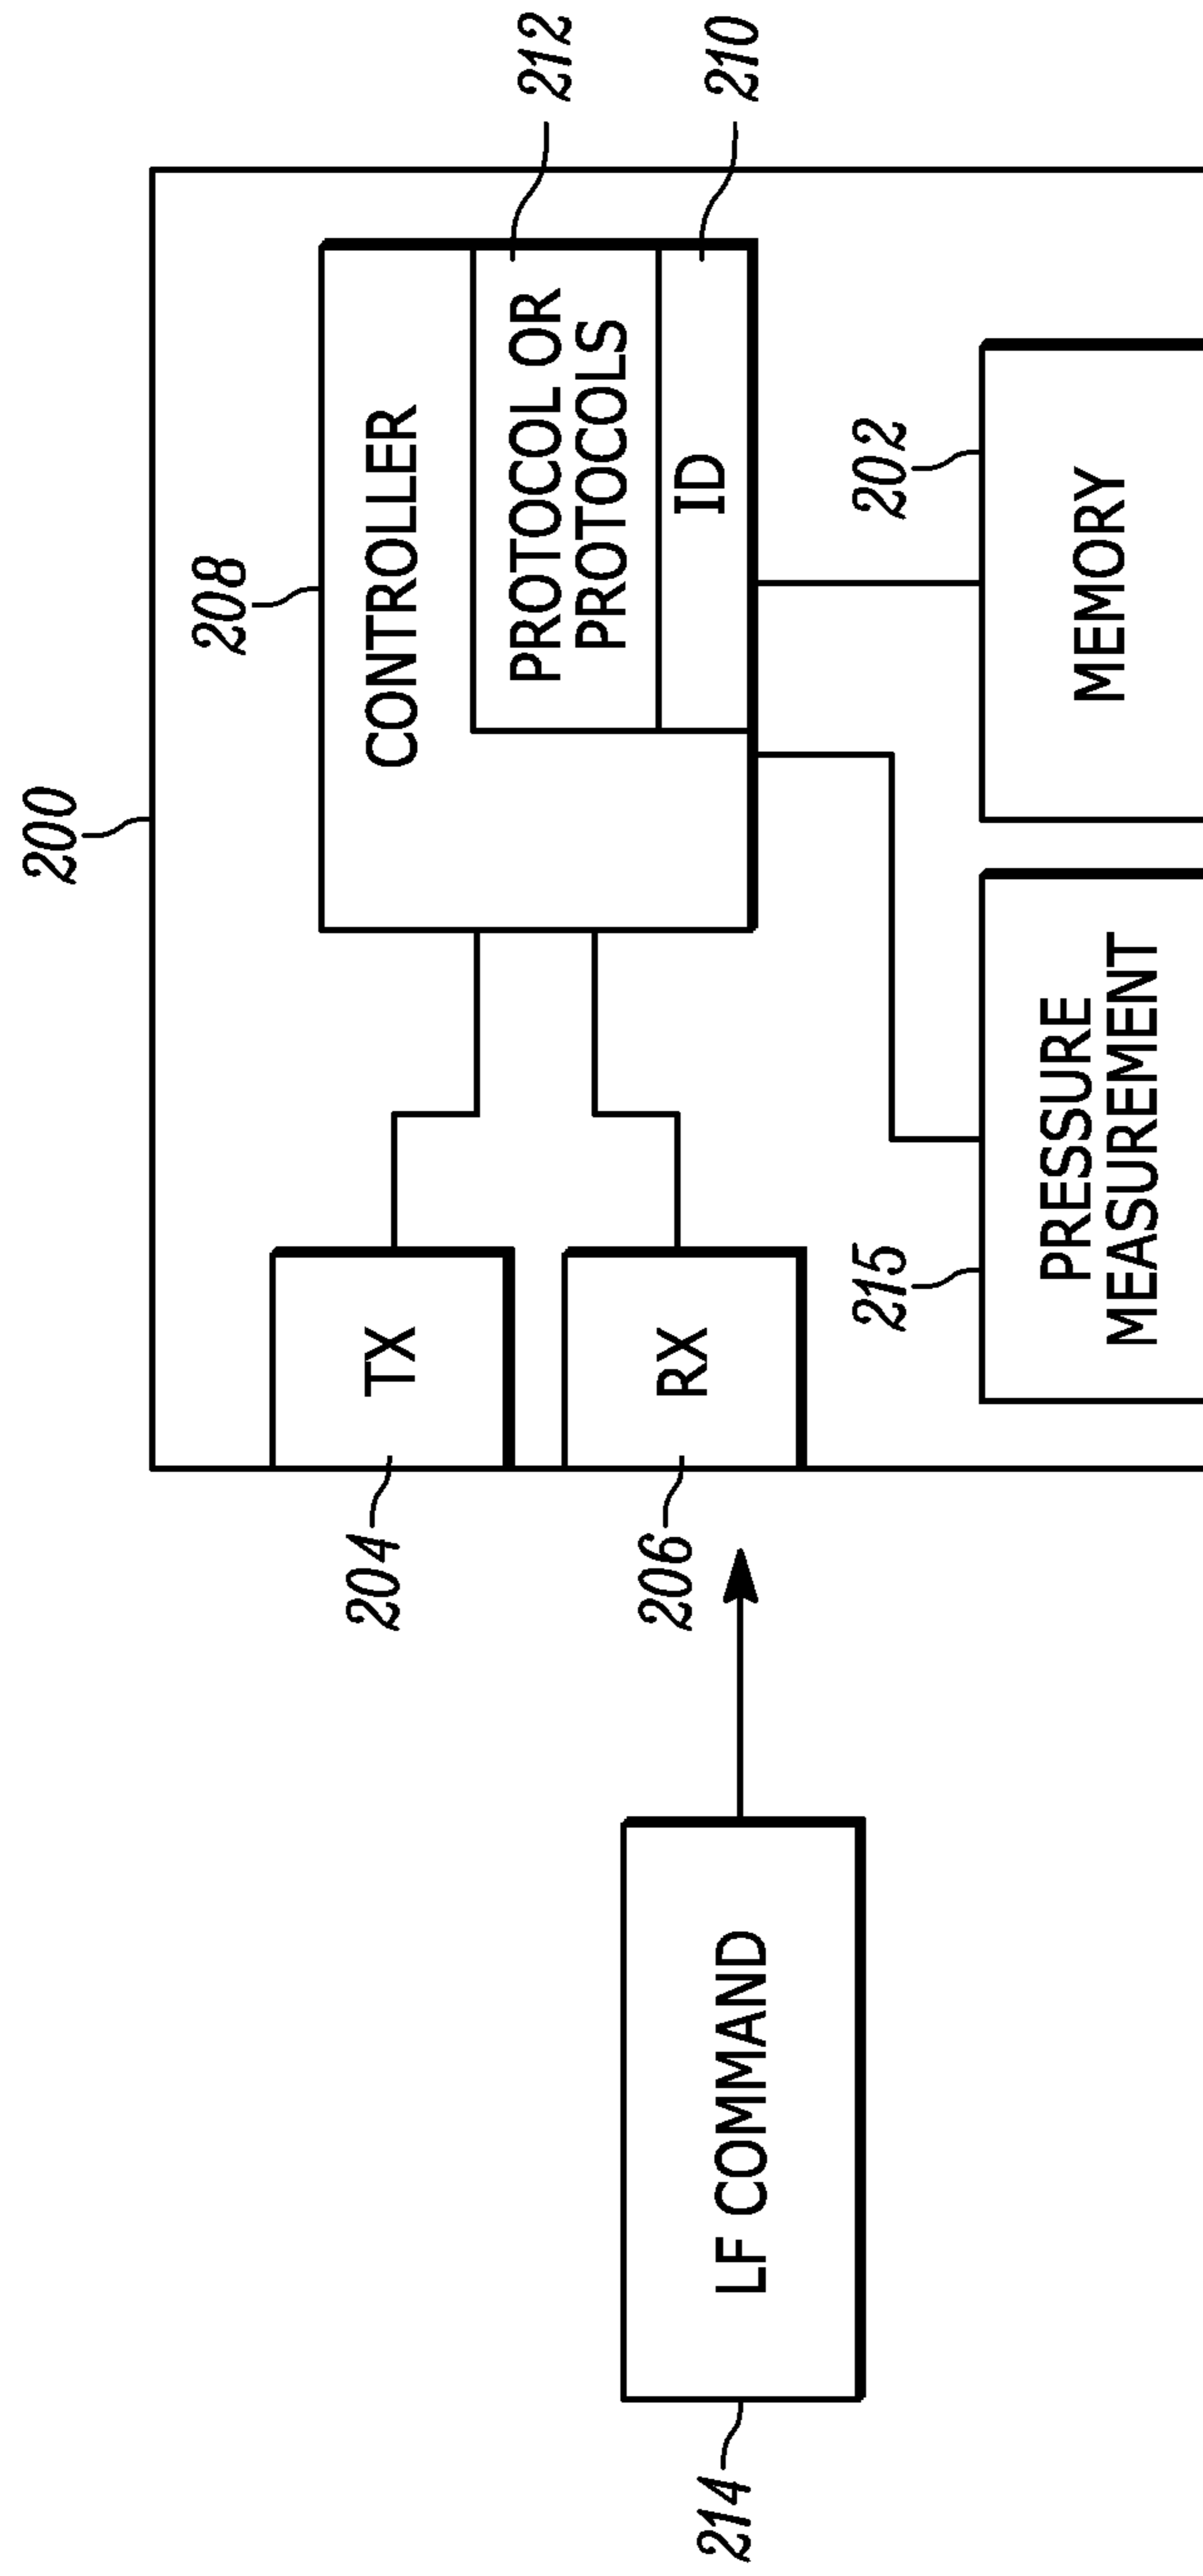 200
208
CONTROLLER
212
PROTOCOL OR
PROTOCOLS
210
ID
204
TX
206
RX
214
LF COMMAND
215
PRESSURE
MEASUREMENT
202
MEMORY